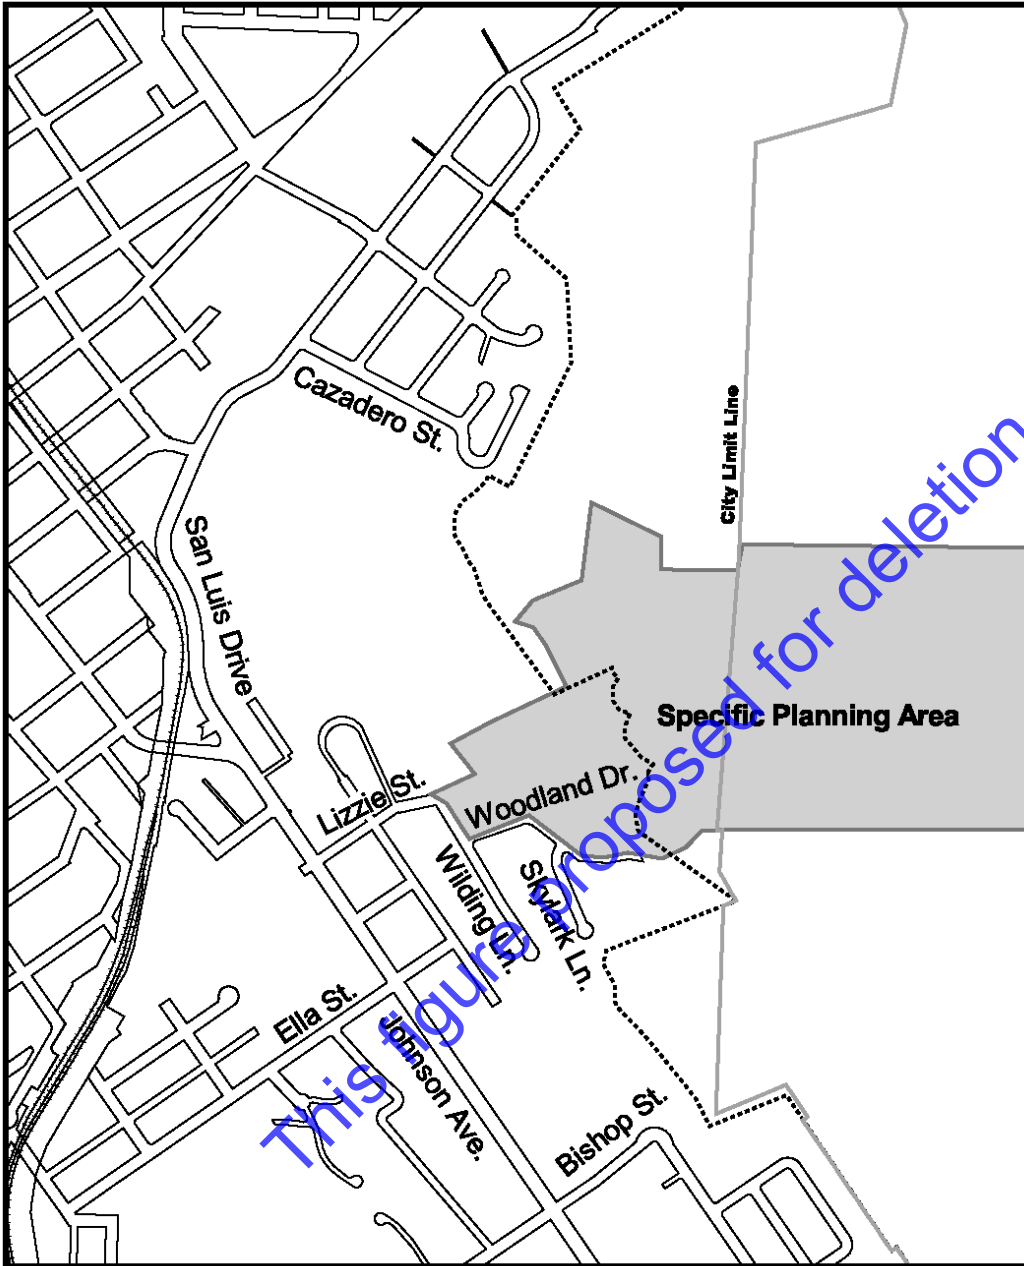 Cazadero St.
City Limit Line
San Luis Drive
Specific Planning Area
Lizzie St.
Woodland Dr.
Wilding Ln.
Skylark Ln.
Ella St.
Johnson Ave.
Bishop St.
This figure proposed for deletion